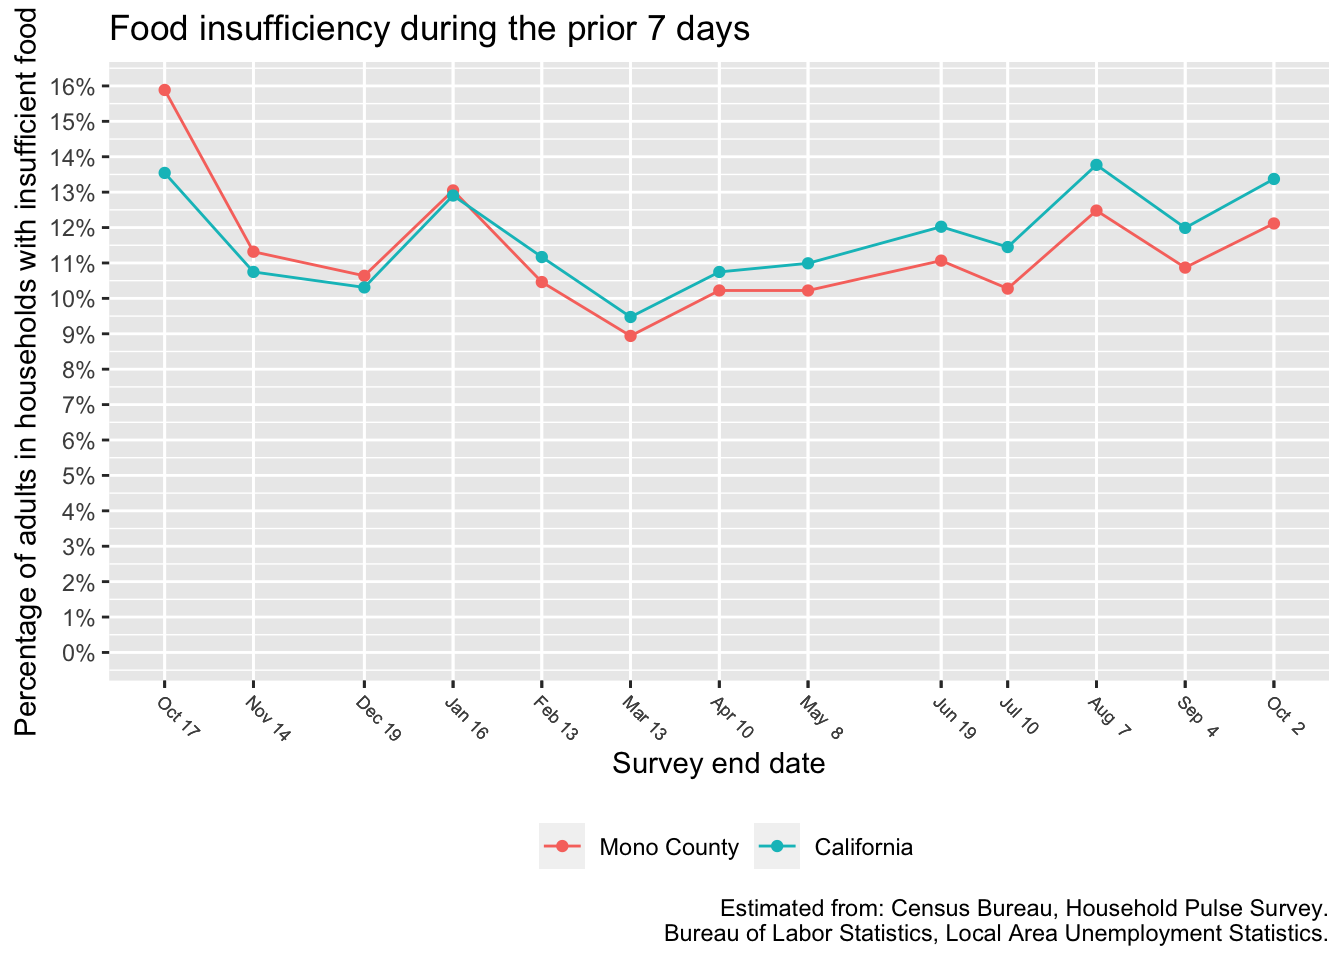 Food insufficiency during the prior 7 days
Percentage of adults in households with insufficient food
16%
15%
14%
13%
12%
11%
10%
9%
8%
7%
6%
5%
4%
3%
2%
1%
0%
Oct 17
Nov 14
Dec 19
Jan 16
Feb 13
Mar 13
Apr 10
May 8
Jun 19
Jul 10
Aug 7
Sep 4
Oct 2
Survey end date
Mono County
California
Estimated from: Census Bureau, Household Pulse Survey.
Bureau of Labor Statistics, Local Area Unemployment Statistics.